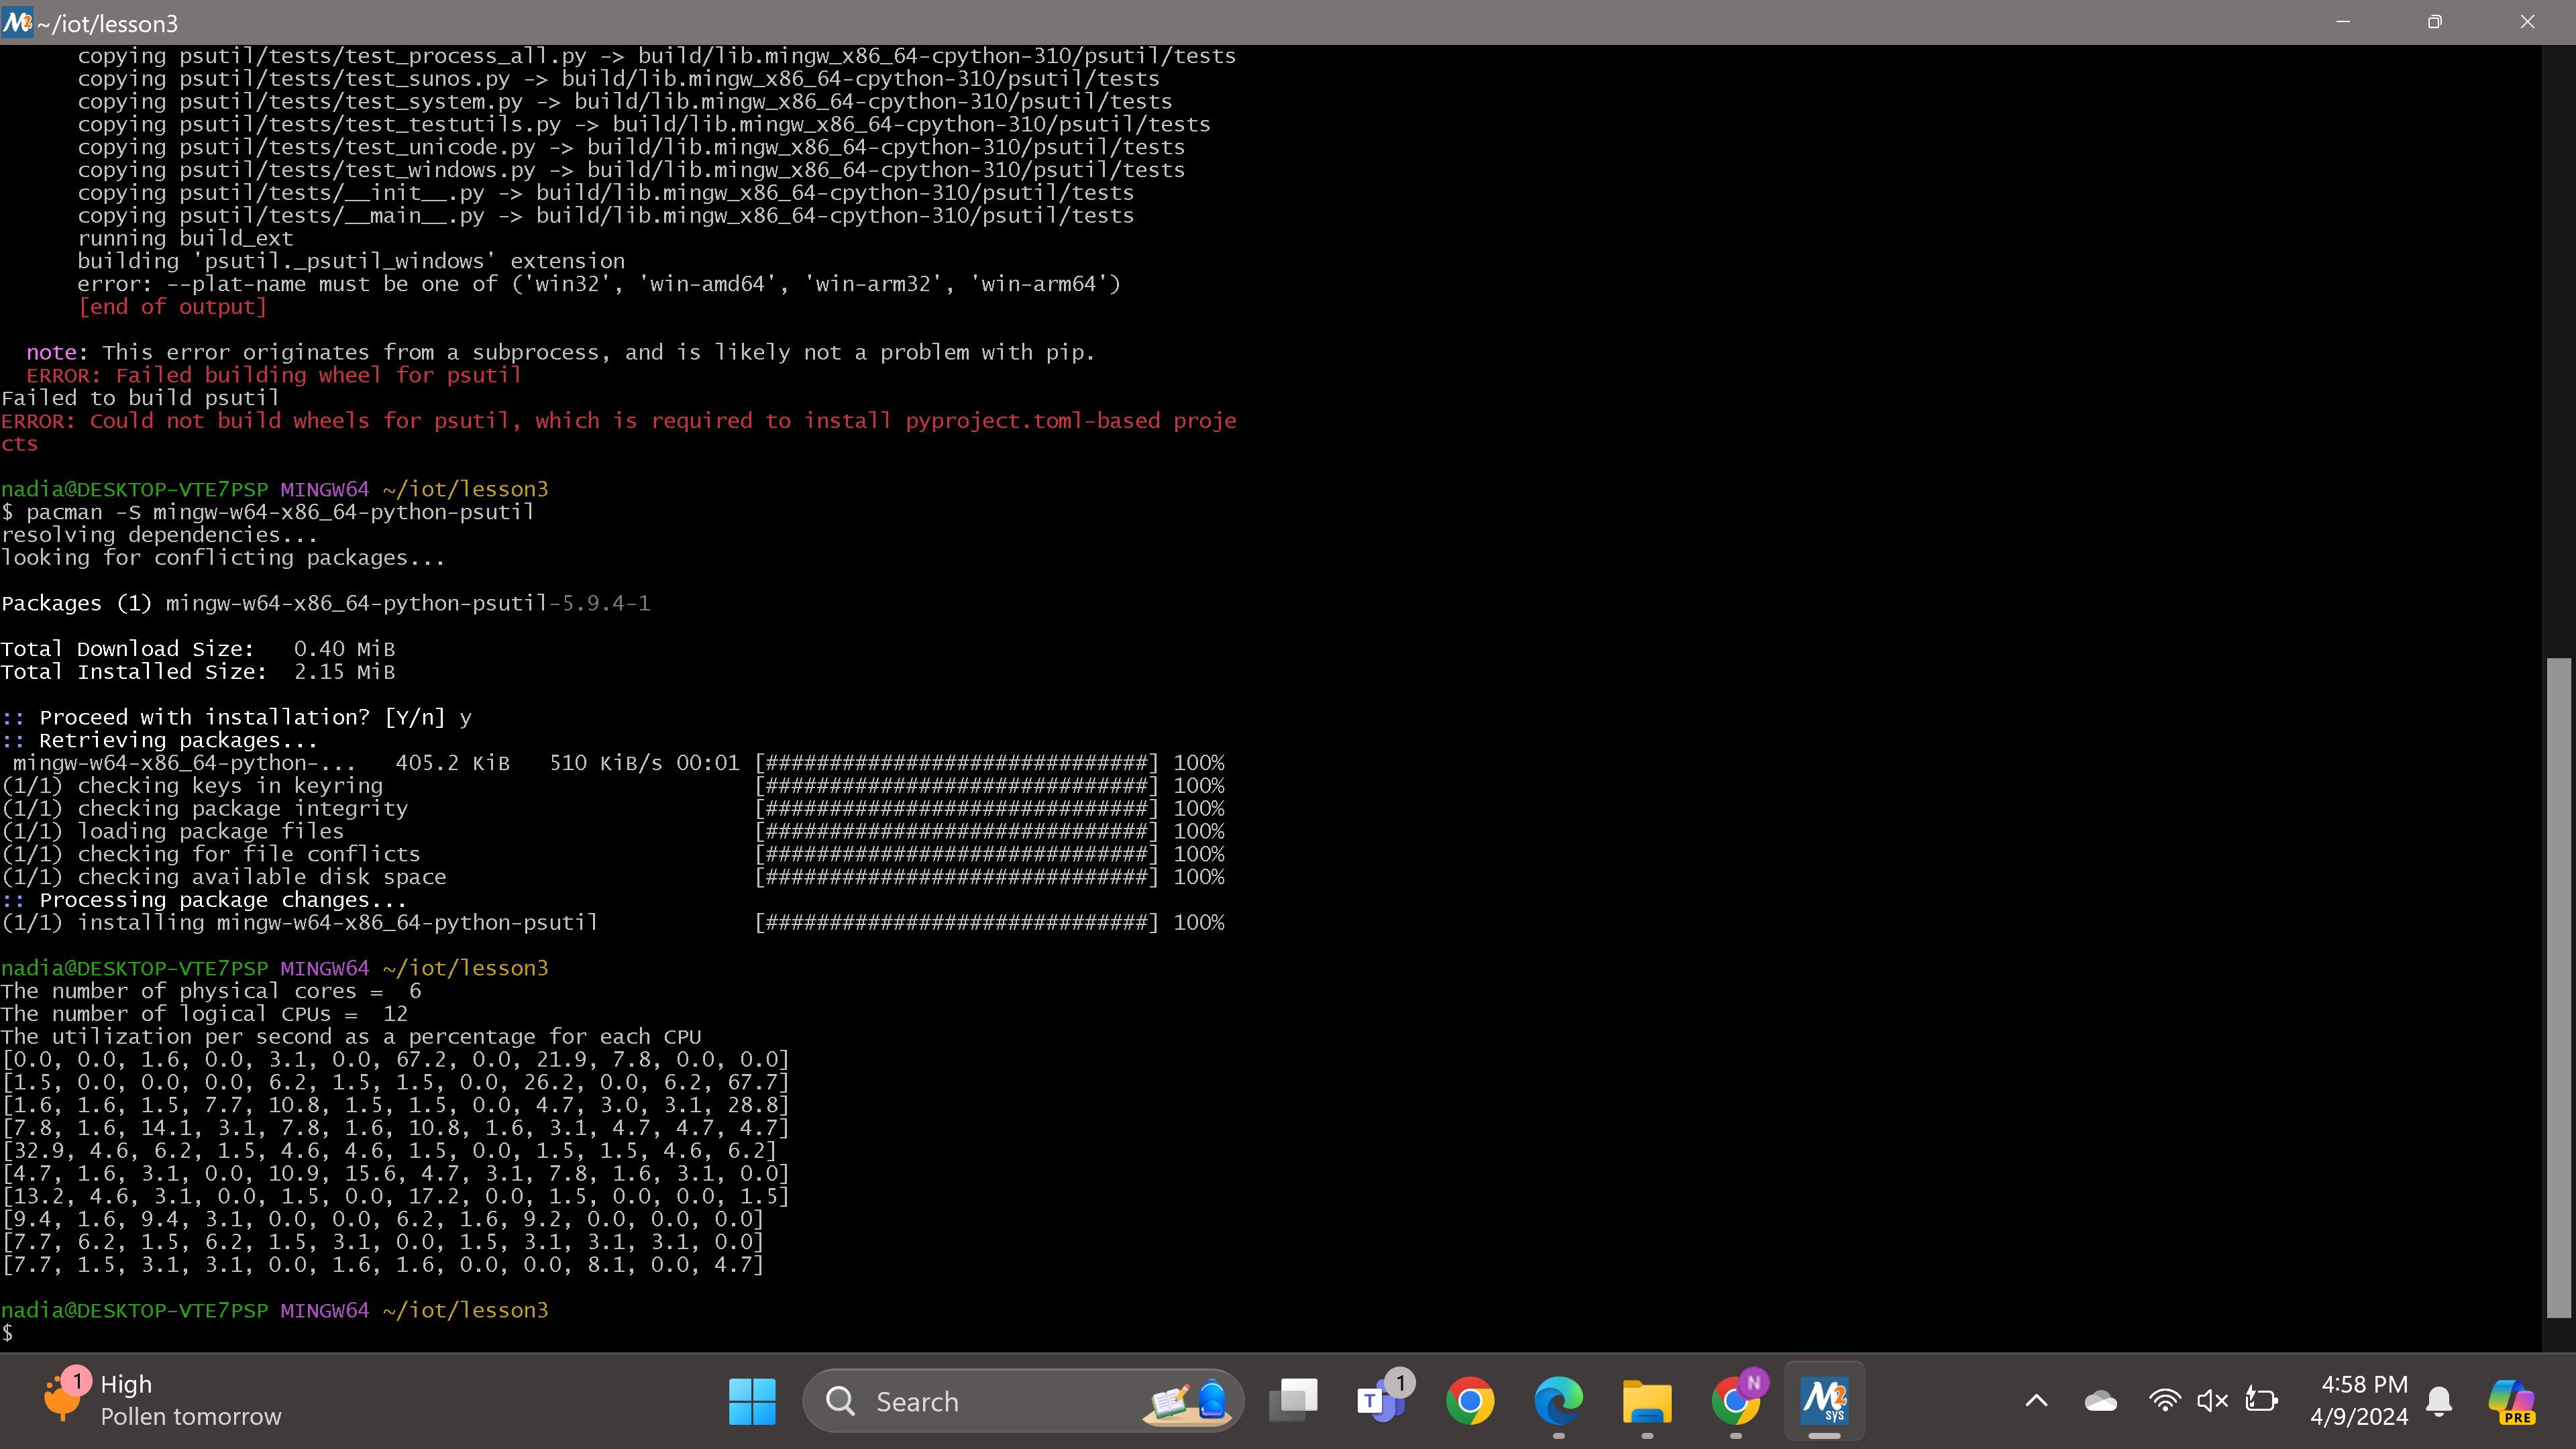 ~/iot/lesson3
copying psutil/tests/test_process_all.py -> build/lib.mingw_x86_64-cpython-310/psutil/tests
copying psutil/tests/test_sunos.py -> build/lib.mingw_x86_64-cpython-310/psutil/tests
copying psutil/tests/test_system.py -> build/lib.mingw_x86_64-cpython-310/psutil/tests
copying psutil/tests/test_testutils.py -> build/lib.mingw_x86_64-cpython-310/psutil/tests
copying psutil/tests/test_unicode.py -> build/lib.mingw_x86_64-cpython-310/psutil/tests
copying psutil/tests/test_windows.py -> build/lib.mingw_x86_64-cpython-310/psutil/tests
copying psutil/tests/__init__.py -> build/lib.mingw_x86_64-cpython-310/psutil/tests
copying psutil/tests/__main__.py -> build/lib.mingw_x86_64-cpython-310/psutil/tests
running build_ext
building 'psutil._psutil_windows' extension
error: --plat-name must be one of ('win32', 'win-amd64', 'win-arm32', 'win-arm64')
[end of output]
note: This error originates from a subprocess, and is likely not a problem with pip.
ERROR: Failed building wheel for psutil
Failed to build psutil
ERROR: Could not build wheels for psutil, which is required to install pyproject.toml-based proje
cts
nadia@DESKTOP-VTE7PSP MINGW64 ~/iot/lesson3
$ pacman -S mingw-w64-x86_64-python-psutil
resolving dependencies...
looking for conflicting packages...
Packages (1) mingw-w64-x86_64-python-psutil-5.9.4-1
Total Download Size:   0.40 MiB
Total Installed Size:  2.15 MiB
:: Proceed with installation? [Y/n] y
:: Retrieving packages...
mingw-w64-x86_64-python-...   405.2 KiB   510 KiB/s 00:01 [##############################] 100%
(1/1) checking keys in keyring [##############################] 100%
(1/1) checking package integrity [##############################] 100%
(1/1) loading package files [##############################] 100%
(1/1) checking for file conflicts [##############################] 100%
(1/1) checking available disk space [##############################] 100%
:: Processing package changes...
(1/1) installing mingw-w64-x86_64-python-psutil [##############################] 100%
nadia@DESKTOP-VTE7PSP MINGW64 ~/iot/lesson3
The number of physical cores =  6
The number of logical CPUs =  12
The utilization per second as a percentage for each CPU
[0.0, 0.0, 1.6, 0.0, 3.1, 0.0, 67.2, 0.0, 21.9, 7.8, 0.0, 0.0]
[1.5, 0.0, 0.0, 0.0, 6.2, 1.5, 1.5, 0.0, 26.2, 0.0, 6.2, 67.7]
[1.6, 1.6, 1.5, 7.7, 10.8, 1.5, 1.5, 0.0, 4.7, 3.0, 3.1, 28.8]
[7.8, 1.6, 14.1, 3.1, 7.8, 1.6, 10.8, 1.6, 3.1, 4.7, 4.7, 4.7]
[32.9, 4.6, 6.2, 1.5, 4.6, 4.6, 1.5, 0.0, 1.5, 1.5, 4.6, 6.2]
[4.7, 1.6, 3.1, 0.0, 10.9, 15.6, 4.7, 3.1, 7.8, 1.6, 3.1, 0.0]
[13.2, 4.6, 3.1, 0.0, 1.5, 0.0, 17.2, 0.0, 1.5, 0.0, 0.0, 1.5]
[9.4, 1.6, 9.4, 3.1, 0.0, 0.0, 6.2, 1.6, 9.2, 0.0, 0.0, 0.0]
[7.7, 6.2, 1.5, 6.2, 1.5, 3.1, 0.0, 1.5, 3.1, 3.1, 3.1, 0.0]
[7.7, 1.5, 3.1, 3.1, 0.0, 1.6, 1.6, 0.0, 0.0, 8.1, 0.0, 4.7]
nadia@DESKTOP-VTE7PSP MINGW64 ~/iot/lesson3
$
1
High
Pollen tomorrow
Search
T
1
N
M2
sys
4:58 PM
4/9/2024
PRE